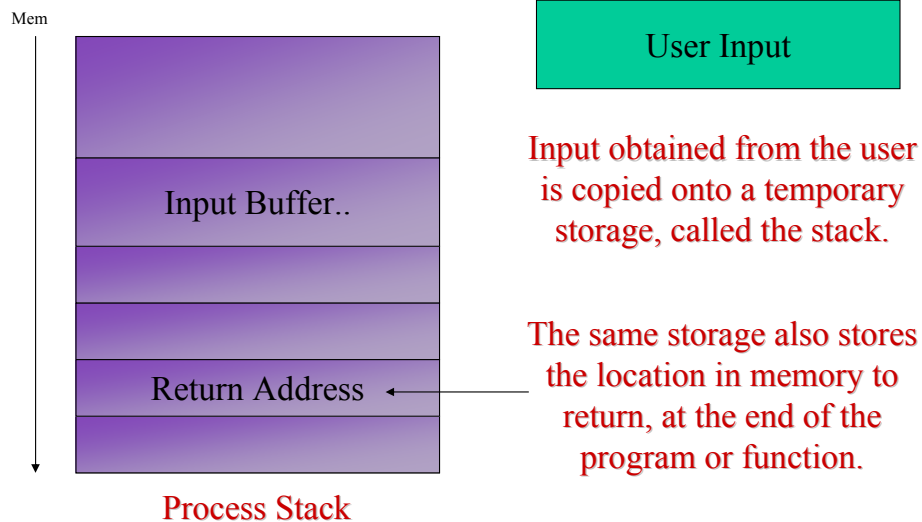 Mem
User Input
Input obtained from the user
is copied onto a temporary
storage, called the stack.
Input Buffer..
The same storage also stores
the location in memory to
return, at the end of the
program or function.
Return Address
Process Stack